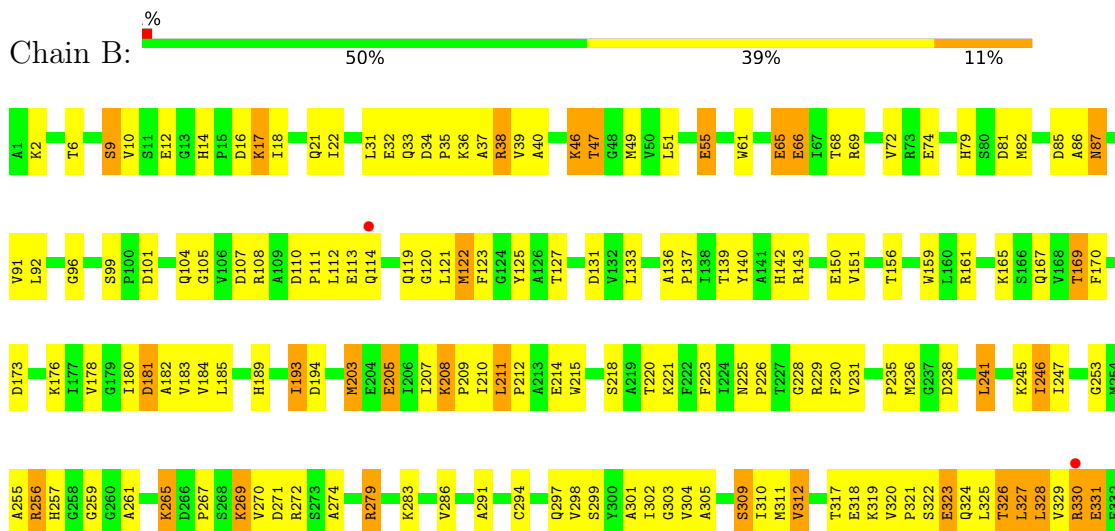 .%
Chain B:
50% 39% 11%
A1 K2 T6 S9 V10 S11 E12 G13 H14 P15 D16 K17 I18 Q21 I22 L31 E32 Q33 D34 P35 K36 A37 R38 V39 A40 K46 T47 G48 M49 V50 L51 E55 W61 E65 E66 I67 T68 R69 V72 R73 E74 H79 S80 D81 M82 D85 A86 N87
V91 L92 G96 S99 P100 D101 Q104 G105 V106 D107 R108 A109 D110 P111 L112 E113 Q114 Q119 G120 L121 M122 F123 G124 Y125 A126 T127 D131 V132 L133 A136 P137 I138 T139 Y140 A141 H142 R143 E150 V151 T156 W159 L160 R161 K165 S166 Q167 V168 T169 F170
D173 K176 I177 V178 G179 I180 D181 A182 V183 V184 L185 H189 I193 D194 M203 E204 E205 I206 I207 K208 P209 I210 L211 P212 A213 E214 W215 S218 A219 T220 K221 F222 F223 I224 N225 P226 T227 G228 R229 F230 V231 P235 M236 G237 D238 L241 K245 I246 I247 G253 M254
A255 R256 H257 G258 G259 G260 A261 K265 D266 P267 S268 K269 V270 D271 R272 S273 A274 R279 K283 V286 A291 C294 Q297 V298 S299 Y300 A301 I302 G303 V304 A305 S309 I310 M311 V312 T317 E318 K319 V320 P321 S322 E323 Q324 L325 T326 L327 L328 V329 R330 E331